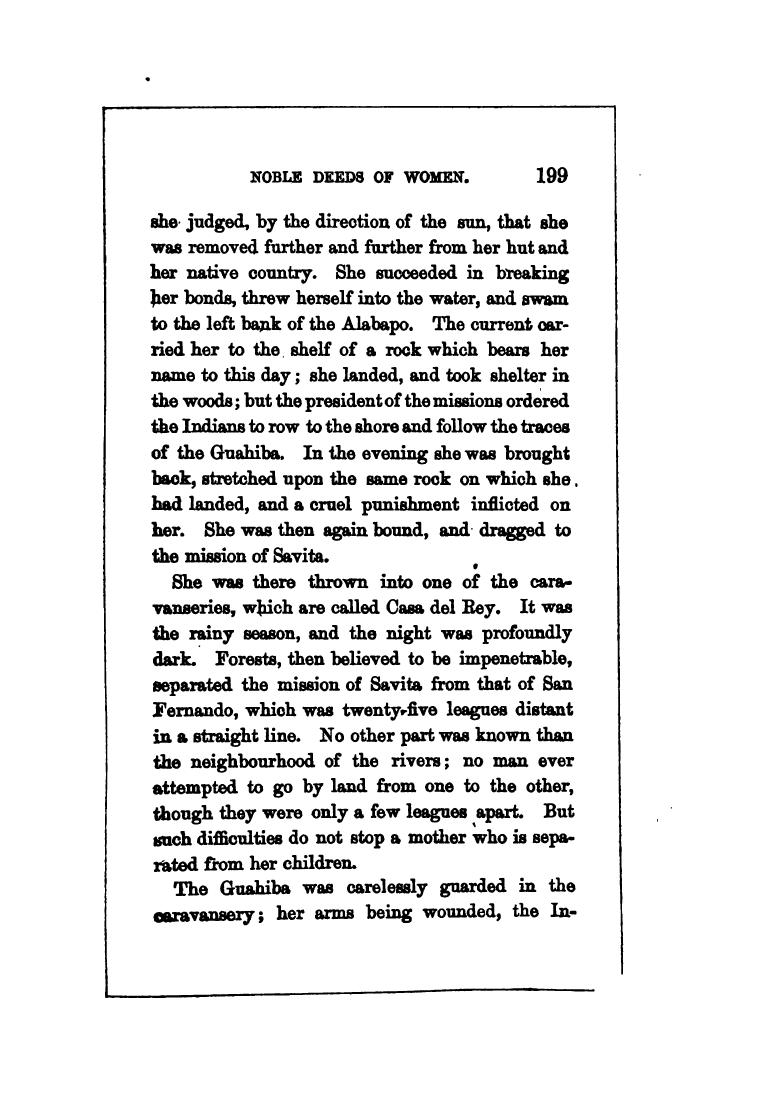 NOBLE DEEDS OF WOMEN. 199
she judged, by the direction of the sun, that she
was removed further and further from her hut and
her native country. She succeeded in breaking
her bonds, threw herself into the water, and swam
to the left bank of the Alabapo. The current car-
ried her to the shelf of a rock which bears her
name to this day; she landed, and took shelter in
the woods; but the president of the missions ordered
the Indians to row to the shore and follow the traces
of the Guahiba. In the evening she was brought
back, stretched upon the same rock on which she
had landed, and a cruel punishment inflicted on
her. She was then again bound, and dragged to
the mission of Savita.
She was there thrown into one of the cara-
vanseries, which are called Casa del Rey. It was
the rainy season, and the night was profoundly
dark. Forests, then believed to be impenetrable,
separated the mission of Savita from that of San
Fernando, which was twenty-five leagues distant
in a straight line. No other part was known than
the neighbourhood of the rivers; no man ever
attempted to go by land from one to the other,
though they were only a few leagues apart. But
such difficulties do not stop a mother who is sepa-
rated from her children.
The Guahiba was carelessly guarded in the
caravansery; her arms being wounded, the In-